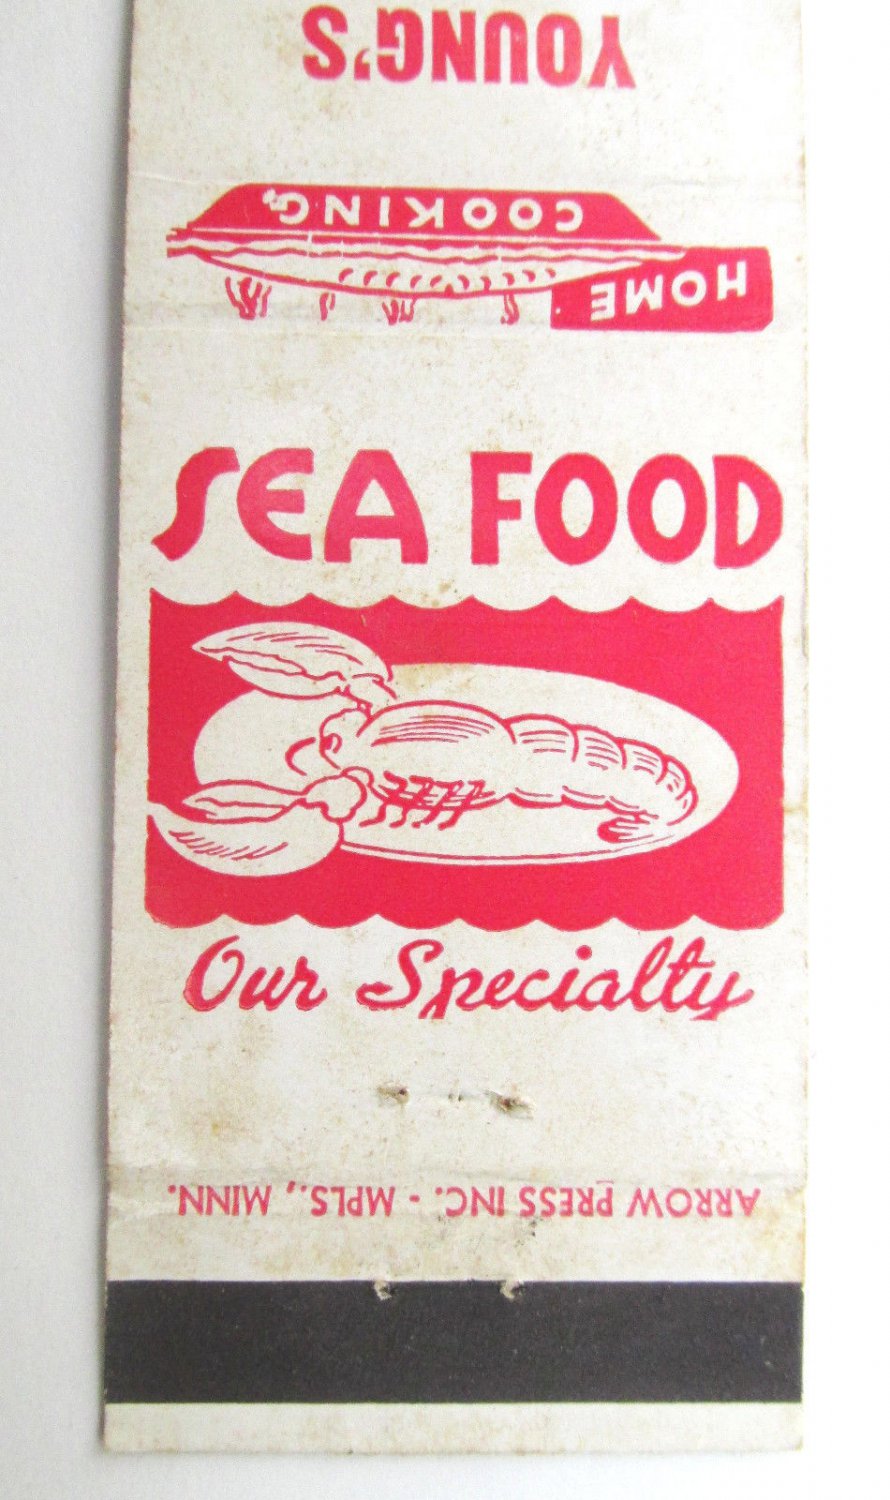 YOUNG'S
HOME
COOKING
SEA FOOD
Our Specialty
ARROW PRESS INC. - MPLS., MINN.